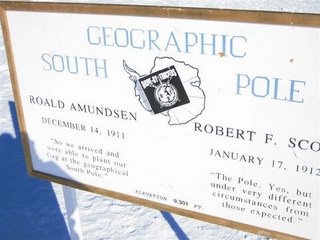 GEOGRAPHIC
SOUTH POLE
ROALD AMUNDSEN
DECEMBER 14, 1911
"So we arrived and
were able to plant our
flag at the geographical
South Pole."
ROBERT F. SCO
JANUARY 17, 1912
"The Pole. Yes, but
under very different
circumstances from
those expected."
ELEVATION 9,301 FT.